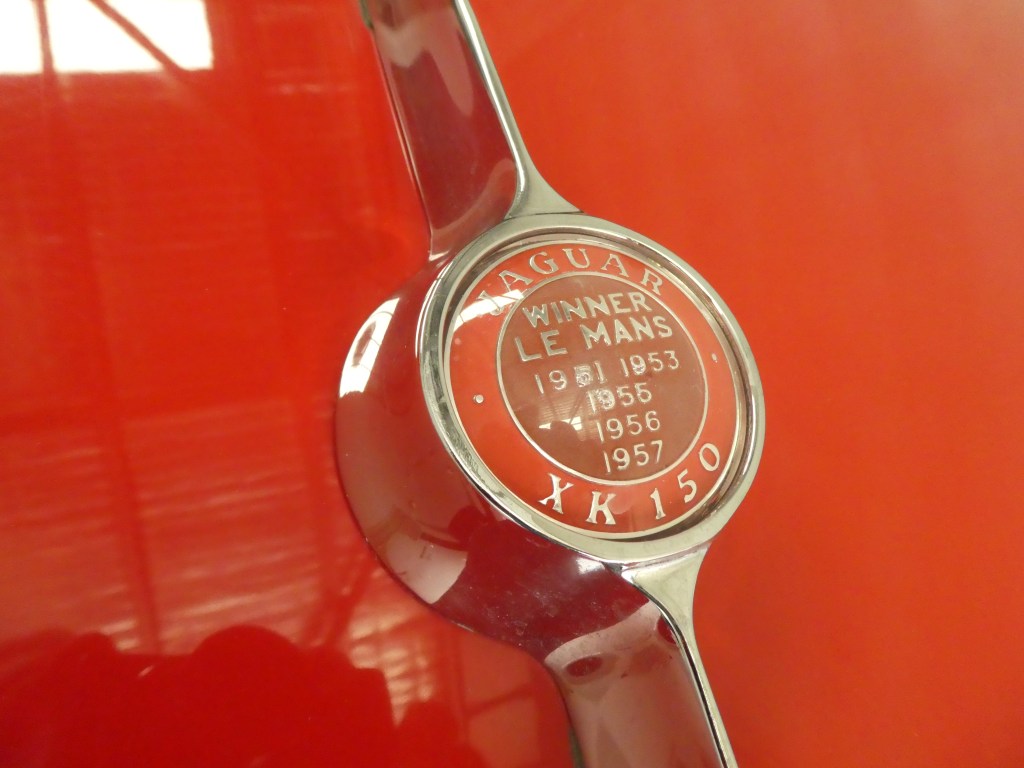 JAGUAR
WINNER
LE MANS
1951 1953
1955
1956
1957
XK 150